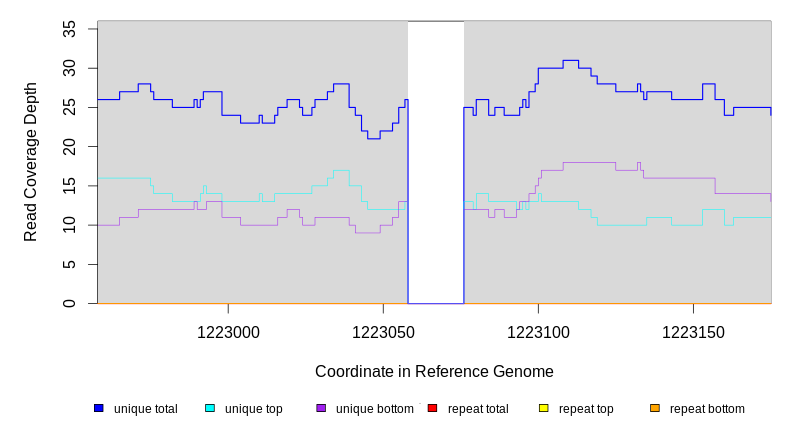 35
30
25
20
15
10
5
0
Read Coverage Depth
1223000 1223050 1223100 1223150
Coordinate in Reference Genome
unique total unique top unique bottom repeat total repeat top repeat bottom